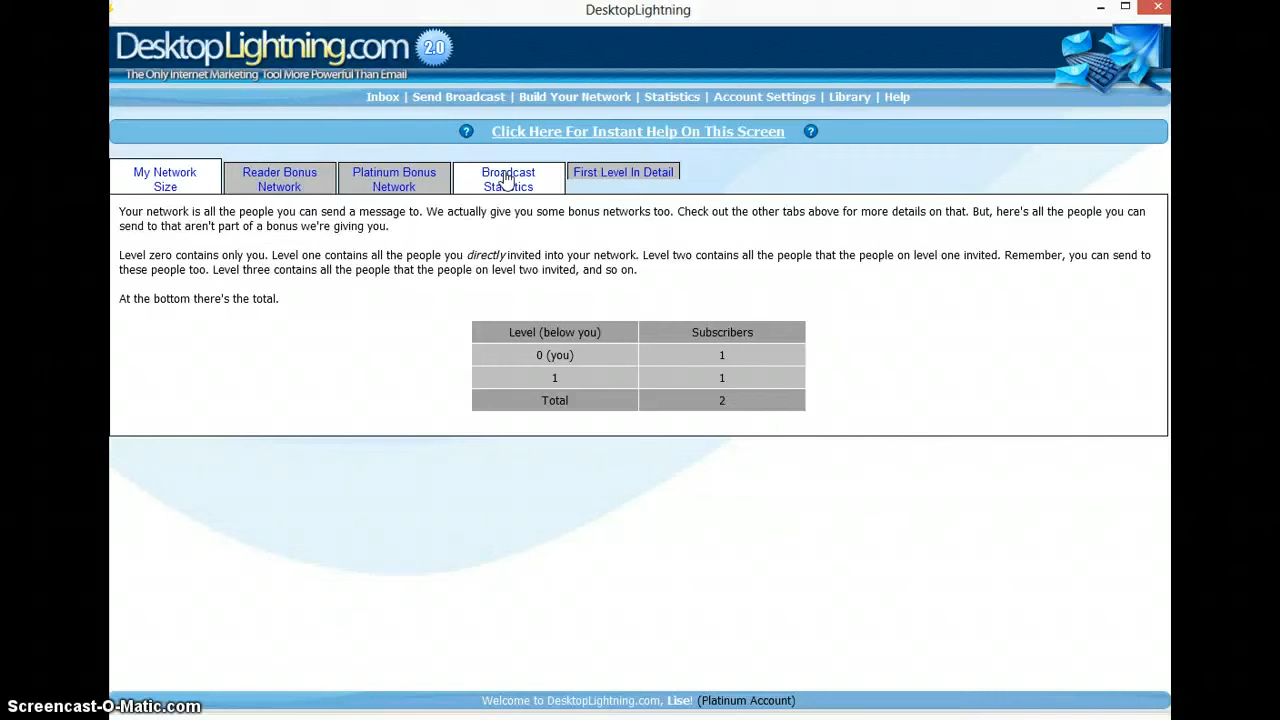 DesktopLightning
DesktopLightning.com 2.0
The Only Internet Marketing Tool More Powerful Than Email
Inbox | Send Broadcast | Build Your Network | Statistics | Account Settings | Library | Help
? Click Here For Instant Help On This Screen ?
My Network
Size
Reader Bonus
Network
Platinum Bonus
Network
Broadcast
Statistics
First Level In Detail
Your network is all the people you can send a message to. We actually give you some bonus networks too. Check out the other tabs above for more details on that. But, here's all the people you can
send to that aren't part of a bonus we're giving you.
Level zero contains only you. Level one contains all the people you directly invited into your network. Level two contains all the people that the people on level one invited. Remember, you can send to
these people too. Level three contains all the people that the people on level two invited, and so on.
At the bottom there's the total.
Level (below you) Subscribers
0 (you) 1
1 1
Total 2
Welcome to DesktopLightning.com, Lise! (Platinum Account)
Screencast-O-Matic.com